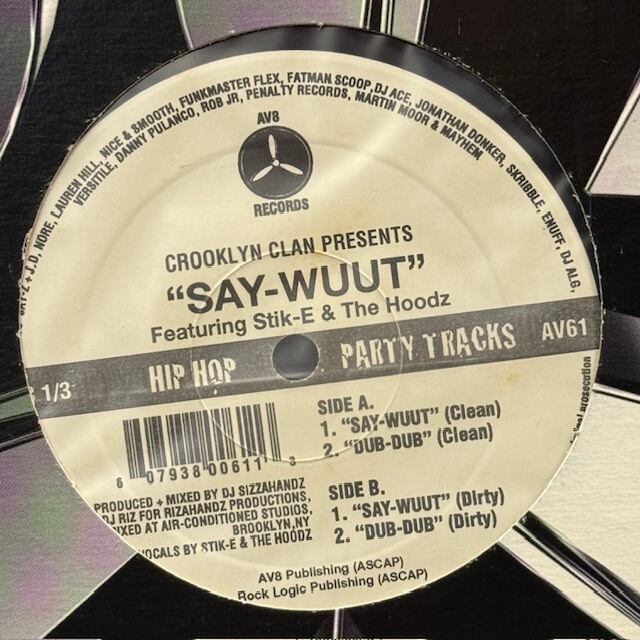 + J.D, NORE, LAUREN HILL, NICE & SMOOTH, FUNKMASTER FLEX, FATMAN SCOOP, DJ ACE, JONATHAN DONKER, SKRIBBLE, ENUFF, DJ ALG,
VERSITILE, DANNY PULANCO, ROB JR, PENALTY RECORDS, MARTIN MOOR & MAYHEM
AV8
RECORDS
CROOKLYN CLAN PRESENTS
“SAY-WUUT”
Featuring Stik-E & The Hoodz
1/3 HIP HOP PARTY TRACKS AV61
SIDE A.
1. “SAY-WUUT” (Clean)
2. “DUB-DUB” (Clean)
6 07938 00611 3
SIDE B.
1. “SAY-WUUT” (Dirty)
2. “DUB-DUB” (Dirty)
PRODUCED + MIXED BY DJ SIZZAHANDZ
DJ RIZ FOR RIZAHANDZ PRODUCTIONS,
MIXED AT AIR-CONDITIONED STUDIOS,
BROOKLYN,NY
VOCALS BY STIK-E & THE HOODZ
AV8 Publishing (ASCAP)
Rock Logic Publishing (ASCAP)
prosecution